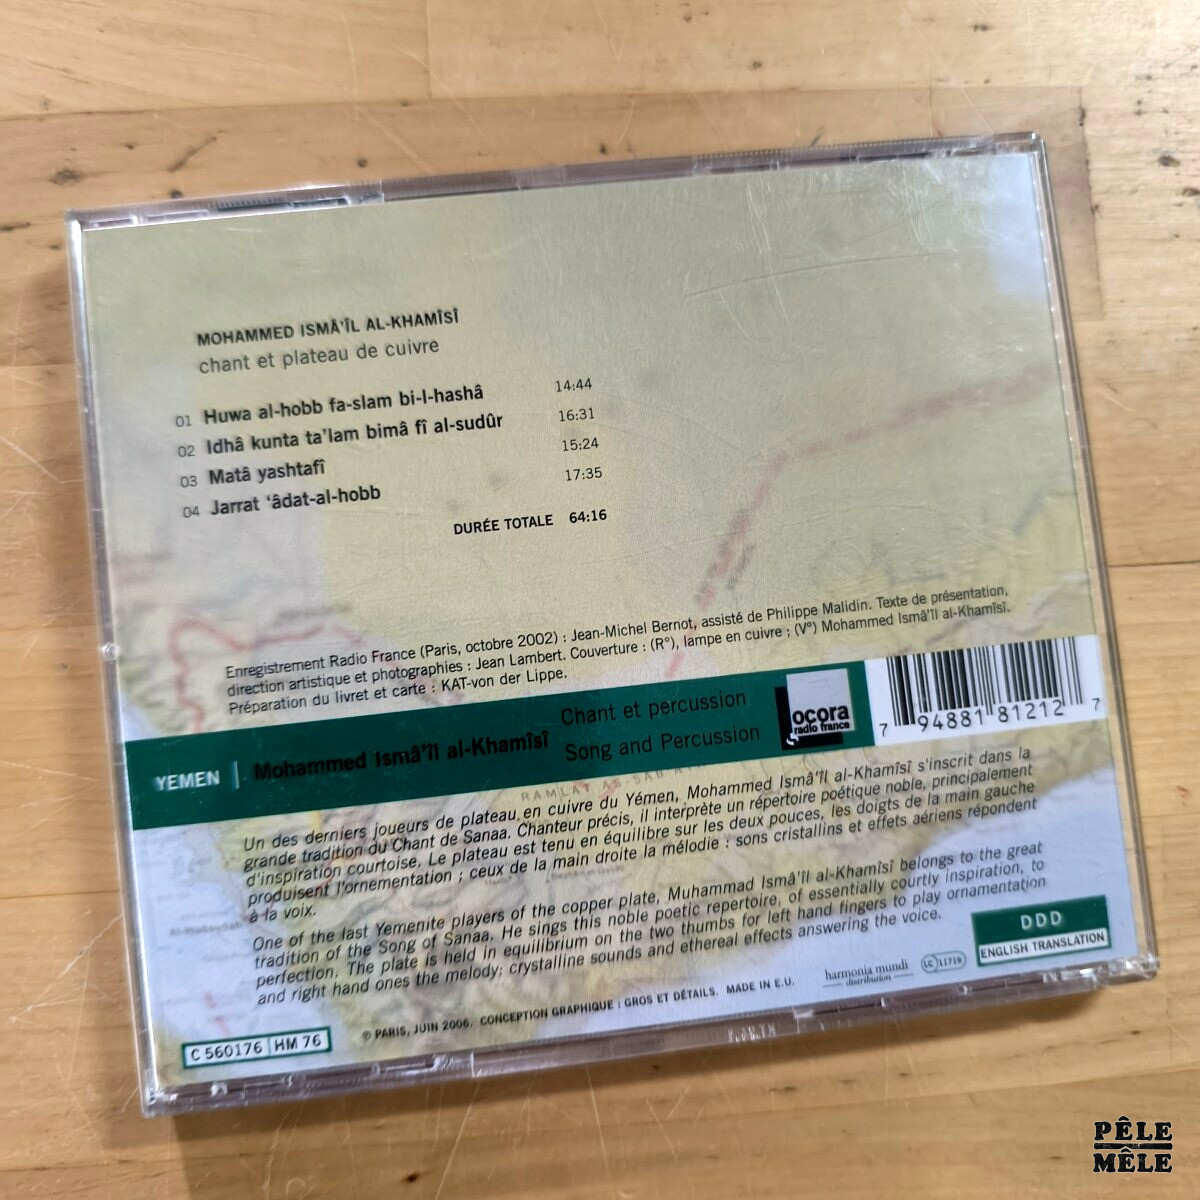 MOHAMMED ISMÂ'ÎL AL-KHAMÎSÎ
chant et plateau de cuivre
01 Huwa al-hobb fa-slam bi-l-hashâ 14:44
02 Idhâ kunta ta'lam bimâ fî al-sudûr 16:31
03 Matâ yashtafî 15:24
04 Jarrat 'âdat-al-hobb 17:35
DURÉE TOTALE 64:16
Enregistrement Radio France (Paris, octobre 2002) : Jean-Michel Bernot, assisté de Philippe Malidin. Texte de présentation,
direction artistique et photographies : Jean Lambert. Couverture : (R°), lampe en cuivre ; (V°) Mohammed Ismâ'îl al-Khamîsî.
Préparation du livret et carte : KAT-von der Lippe.
YEMEN | Mohammed Ismâ'îl al-Khamîsî
Chant et percussion
Song and Percussion
ocora
radio france
7 94881 81212 7
RAMLAT AS-SAB'A
Un des derniers joueurs de plateau en cuivre du Yémen, Mohammed Ismâ'îl al-Khamîsî s'inscrit dans la
grande tradition du Chant de Sanaa. Chanteur précis, il interprète un répertoire poétique noble, principalement
d'inspiration courtoise. Le plateau est tenu en équilibre sur les deux pouces, les doigts de la main gauche
produisent l'ornementation ; ceux de la main droite la mélodie : sons cristallins et effets aériens répondent
à la voix.
One of the last Yemenite players of the copper plate, Muhammad Ismâ'îl al-Khamîsî belongs to the great
tradition of the Song of Sanaa. He sings this noble poetic repertoire, of essentially courtly inspiration, to
perfection. The plate is held in equilibrium on the two thumbs for left hand fingers to play ornamentation
and right hand ones the melody: crystalline sounds and ethereal effects answering the voice.
DDD
ENGLISH TRANSLATION
harmonia mundi
distribution
LC 11719
© PARIS, JUIN 2006. CONCEPTION GRAPHIQUE : GROS ET DÉTAILS. MADE IN E.U.
C 560176 | HM 76
PÊLE
MÊLE